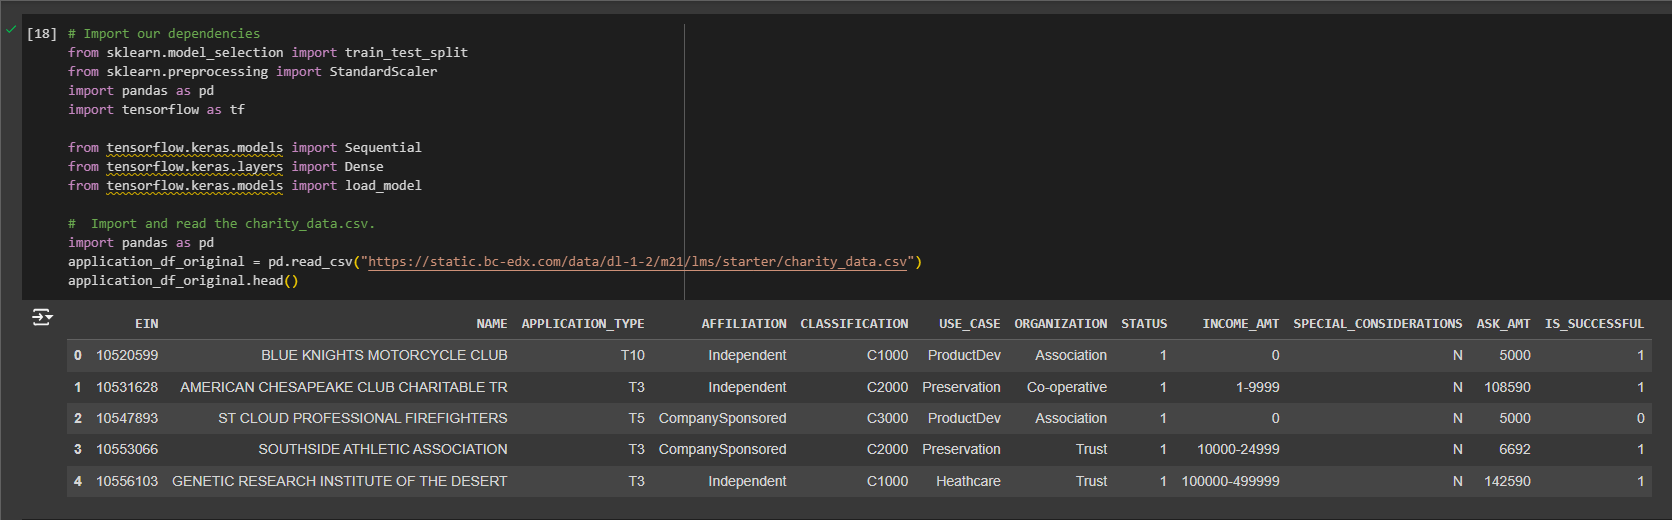 [18] # Import our dependencies
from sklearn.model_selection import train_test_split
from sklearn.preprocessing import StandardScaler
import pandas as pd
import tensorflow as tf
from tensorflow.keras.models import Sequential
from tensorflow.keras.layers import Dense
from tensorflow.keras.models import load_model
#  Import and read the charity_data.csv.
import pandas as pd
application_df_original = pd.read_csv("https://static.bc-edx.com/data/dl-1-2/m21/lms/starter/charity_data.csv")
application_df_original.head()
EIN NAME APPLICATION_TYPE AFFILIATION CLASSIFICATION USE_CASE ORGANIZATION STATUS INCOME_AMT SPECIAL_CONSIDERATIONS ASK_AMT IS_SUCCESSFUL
0 10520599 BLUE KNIGHTS MOTORCYCLE CLUB T10 Independent C1000 ProductDev Association 1 0 N 5000 1
1 10531628 AMERICAN CHESAPEAKE CLUB CHARITABLE TR T3 Independent C2000 Preservation Co-operative 1 1-9999 N 108590 1
2 10547893 ST CLOUD PROFESSIONAL FIREFIGHTERS T5 CompanySponsored C3000 ProductDev Association 1 0 N 5000 0
3 10553066 SOUTHSIDE ATHLETIC ASSOCIATION T3 CompanySponsored C2000 Preservation Trust 1 10000-24999 N 6692 1
4 10556103 GENETIC RESEARCH INSTITUTE OF THE DESERT T3 Independent C1000 Heathcare Trust 1 100000-499999 N 142590 1